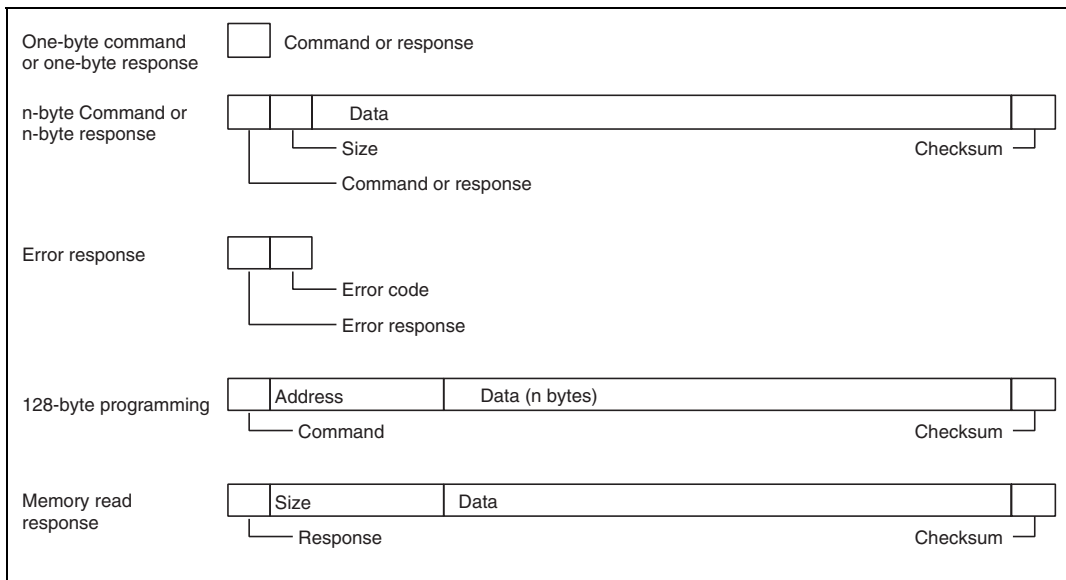 One-byte command
or one-byte response
Command or response
n-byte Command or
n-byte response
Data
Size
Checksum
Command or response
Error response
Error code
Error response
128-byte programming
Address
Data (n bytes)
Command
Checksum
Memory read
response
Size
Data
Response
Checksum